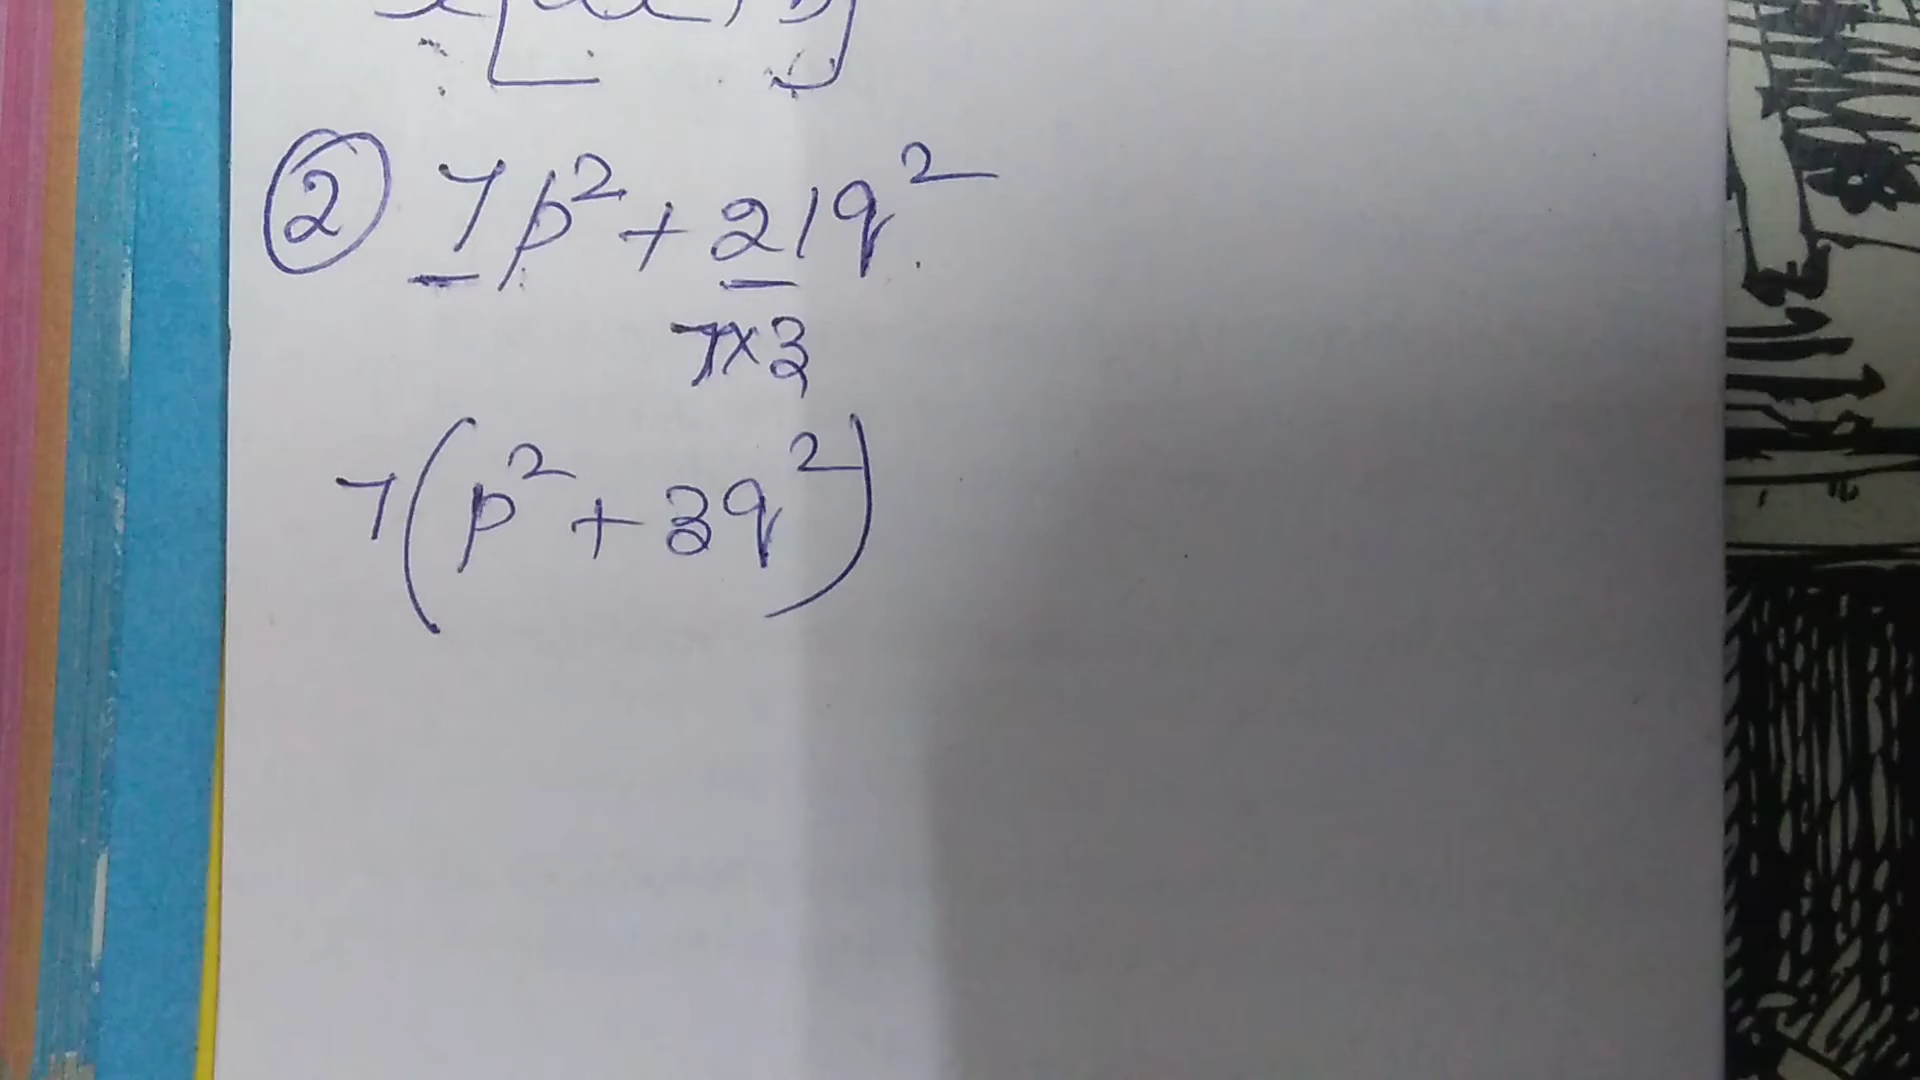 ② 7p² + 21q²
7×3
7(p² + 3q²)